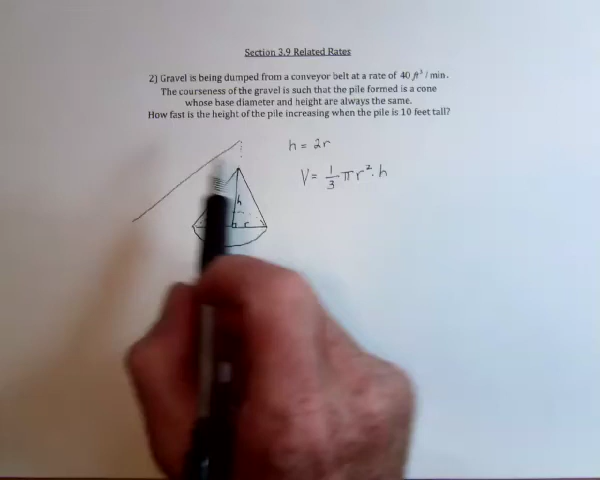 Section 3.9 Related Rates
2) Gravel is being dumped from a conveyor belt at a rate of 40 ft³ / min.
The courseness of the gravel is such that the pile formed is a cone
whose base diameter and height are always the same.
How fast is the height of the pile increasing when the pile is 10 feet tall?
h = 2r
V = 1/3 πr²·h
h
r